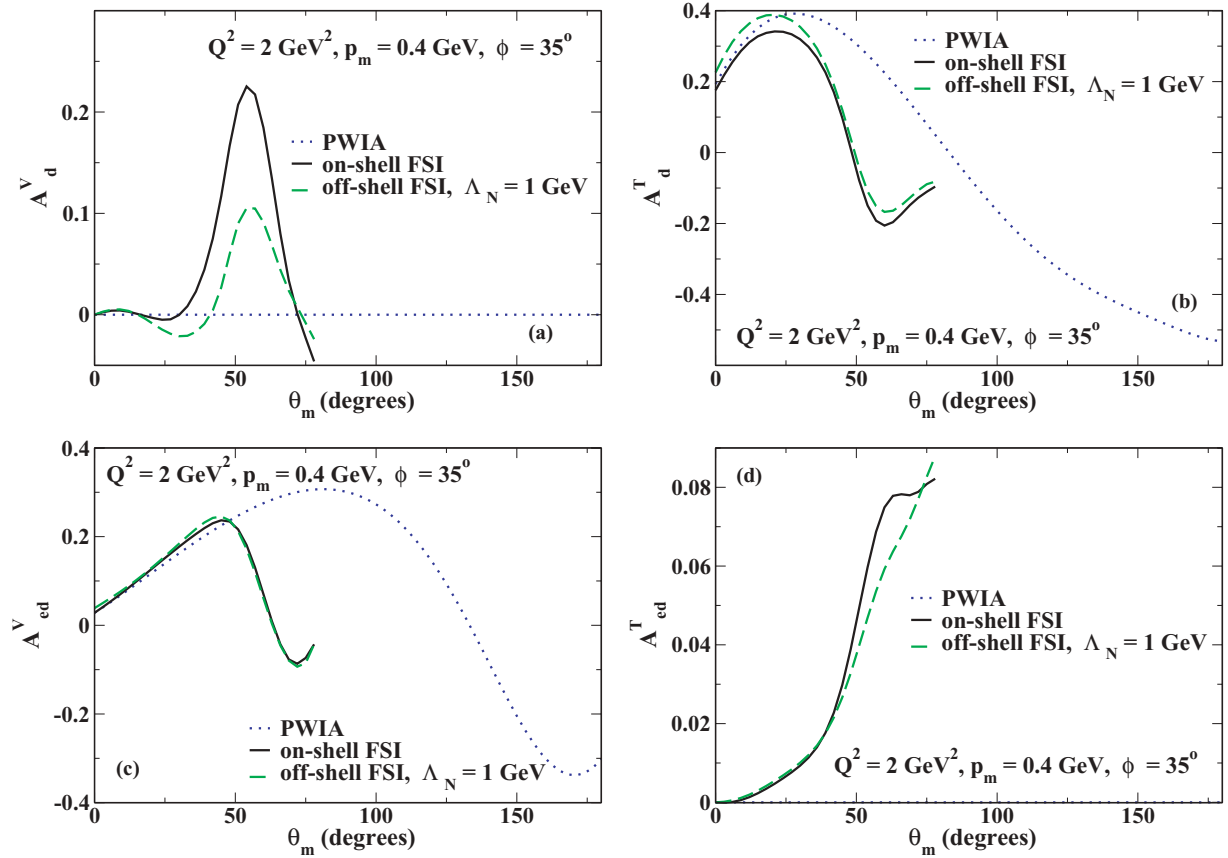 Q² = 2 GeV², pₘ = 0.4 GeV, ϕ = 35°
PWIA
on-shell FSI
off-shell FSI, Λ_N = 1 GeV
(a)
A^V_d
0.2
0.1
0
0 50 100 150
θₘ (degrees)
PWIA
on-shell FSI
off-shell FSI, Λ_N = 1 GeV
(b)
Q² = 2 GeV², pₘ = 0.4 GeV, ϕ = 35°
A^T_d
0.4
0.2
0
-0.2
-0.4
0 50 100 150
θₘ (degrees)
Q² = 2 GeV², pₘ = 0.4 GeV, ϕ = 35°
PWIA
on-shell FSI
off-shell FSI, Λ_N = 1 GeV
(c)
A^V_ed
0.4
0.2
0
-0.2
-0.4
0 50 100 150
θₘ (degrees)
(d)
PWIA
on-shell FSI
off-shell FSI, Λ_N = 1 GeV
Q² = 2 GeV², pₘ = 0.4 GeV, ϕ = 35°
A^T_ed
0.08
0.06
0.04
0.02
0
0 50 100 150
θₘ (degrees)